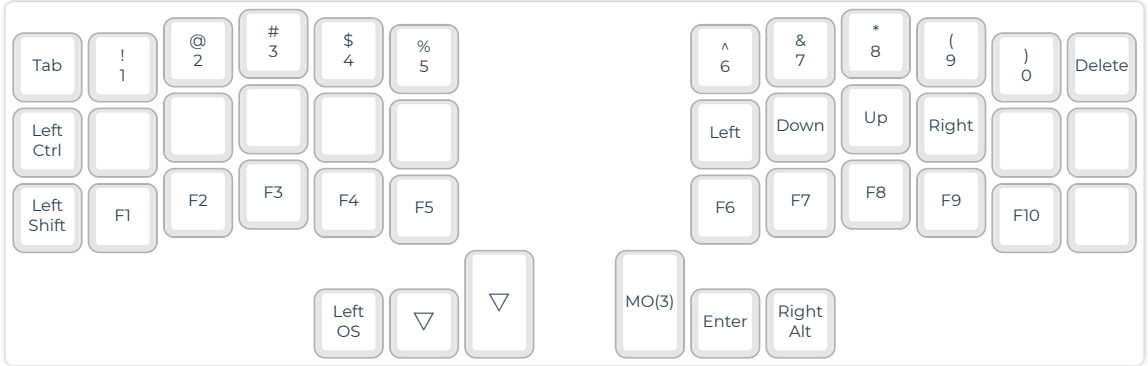 Tab
!
1
@
2
#
3
$
4
%
5
^
6
&
7
*
8
(
9
)
0
Delete
Left
Ctrl
Left
Down
Up
Right
Left
Shift
F1
F2
F3
F4
F5
F6
F7
F8
F9
F10
Left
OS
▽
▽
MO(3)
Enter
Right
Alt